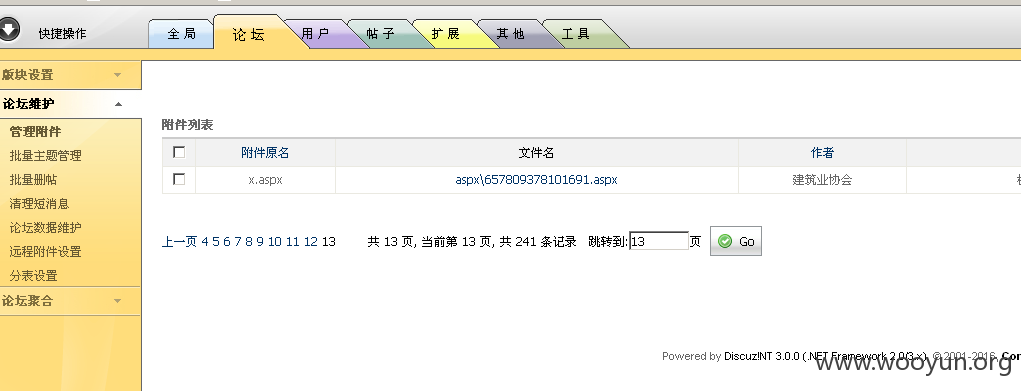 快捷操作
全局 论坛 用户 帖子 扩展 其他 工具
版块设置
论坛维护
管理附件
批量主题管理
批量删帖
清理短消息
论坛数据维护
远程附件设置
分表设置
论坛聚合
附件列表
附件原名 文件名 作者
x.aspx aspx\657809378101691.aspx 建筑业协会
上一页 4 5 6 7 8 9 10 11 12 13 共 13 页, 当前第 13 页, 共 241 条记录 跳转到:13 页 Go
Powered by Discuz!NT 3.0.0 (.NET Framework 2.0/3.x) © 2001-2016
www.wooyun.org